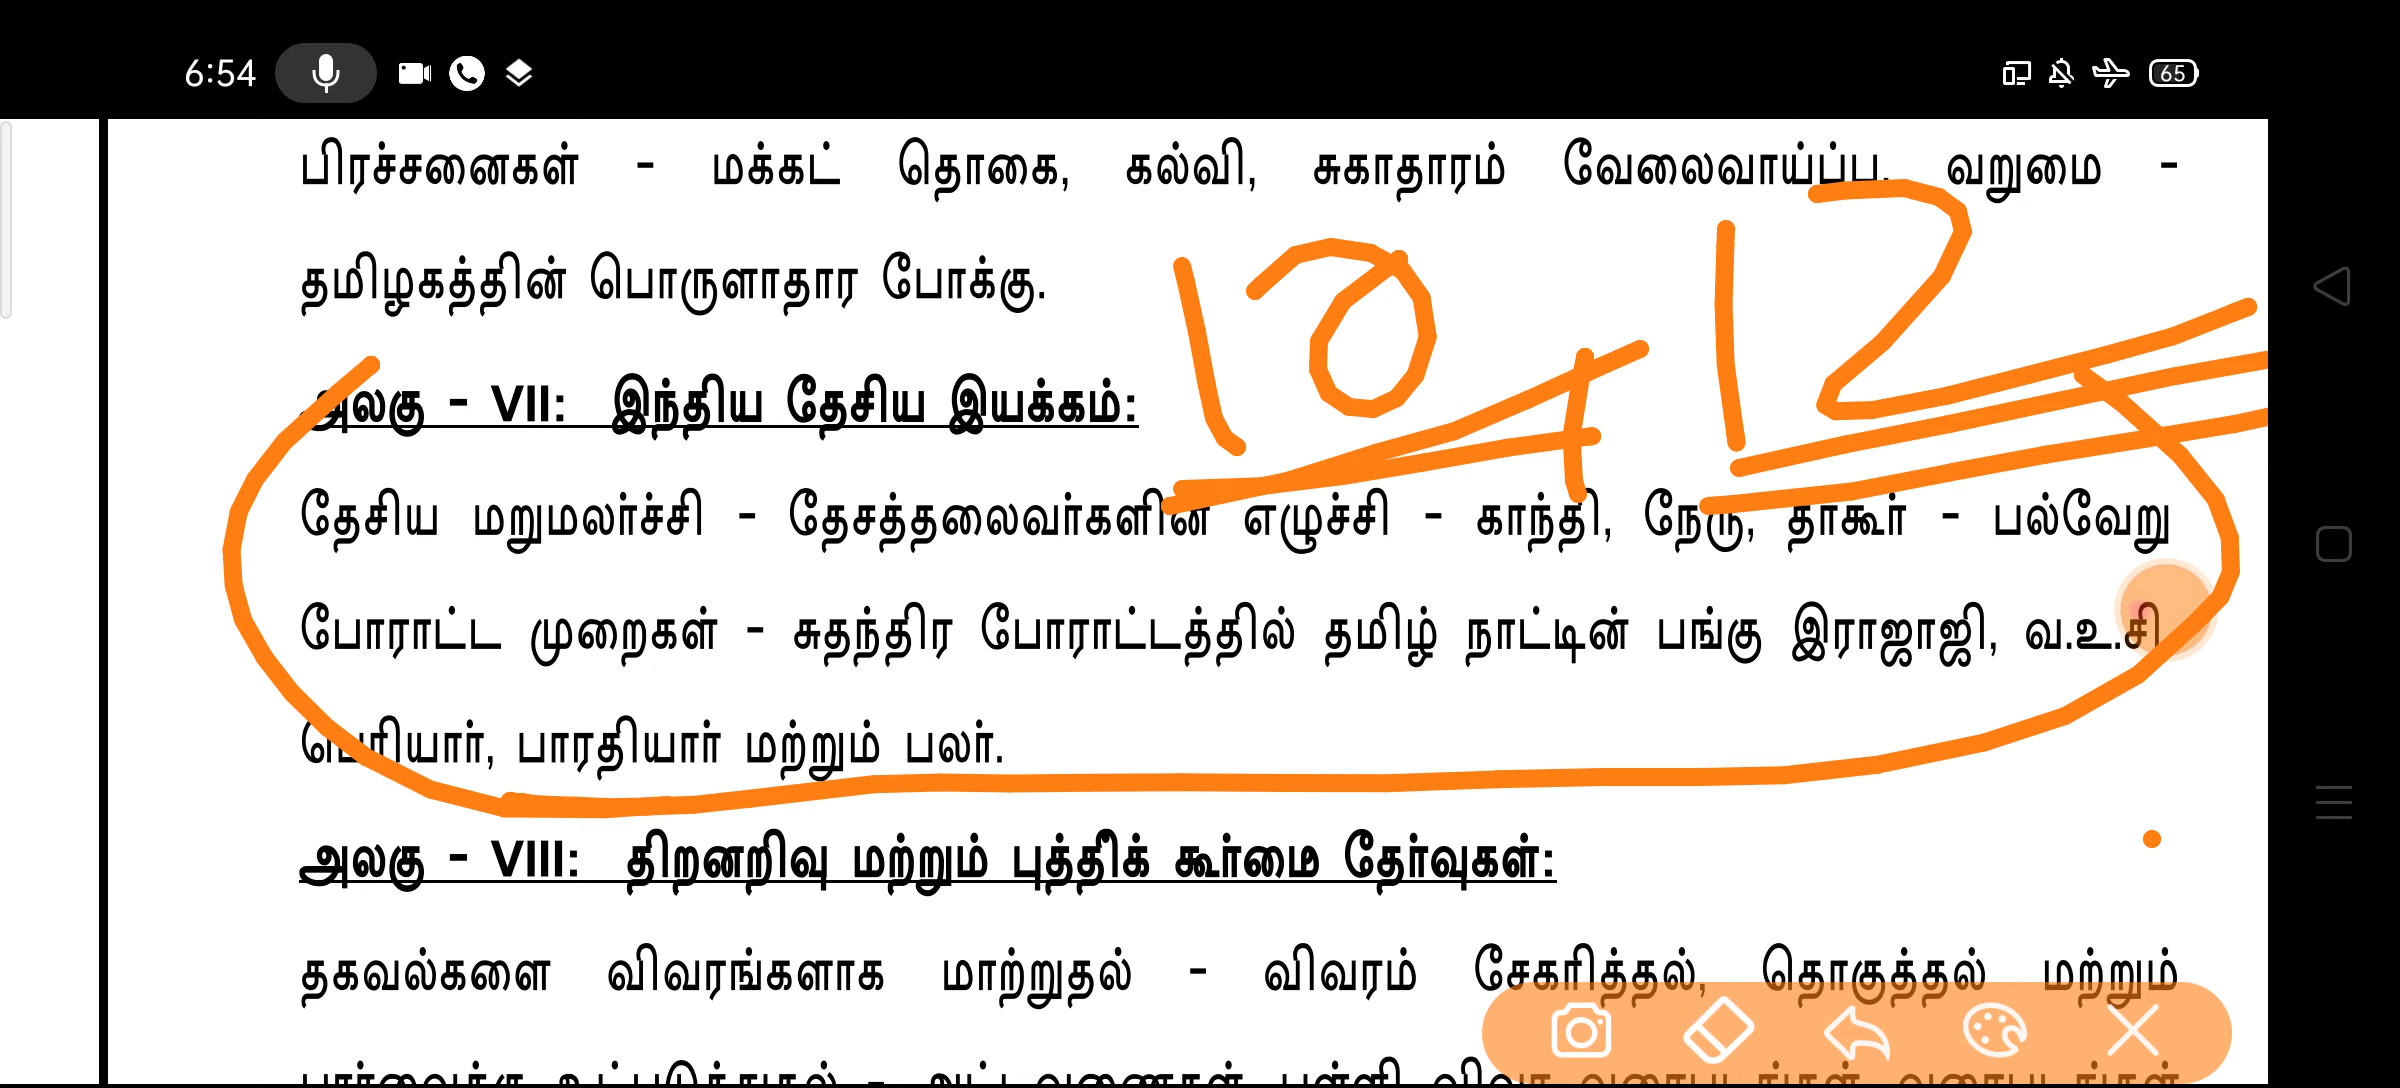 6:54
65
பிரச்சனைகள் - மக்கட் தொகை, கல்வி, சுகாதாரம் வேலைவாய்ப்பு, வறுமை -
தமிழகத்தின் பொருளாதார போக்கு.
10, 12
அலகு - VII: இந்திய தேசிய இயக்கம்:
தேசிய மறுமலர்ச்சி - தேசத்தலைவர்களின் எழுச்சி - காந்தி, நேரு, தாகூர் - பல்வேறு
போராட்ட முறைகள் - சுதந்திர போராட்டத்தில் தமிழ் நாட்டின் பங்கு இராஜாஜி, வ.உ.சி
பெரியார், பாரதியார் மற்றும் பலர்.
அலகு - VIII: திறனறிவு மற்றும் புத்திக் கூர்மை தேர்வுகள்:
தகவல்களை விவரங்களாக மாற்றுதல் - விவரம் சேகரித்தல், தொகுத்தல் மற்றும்